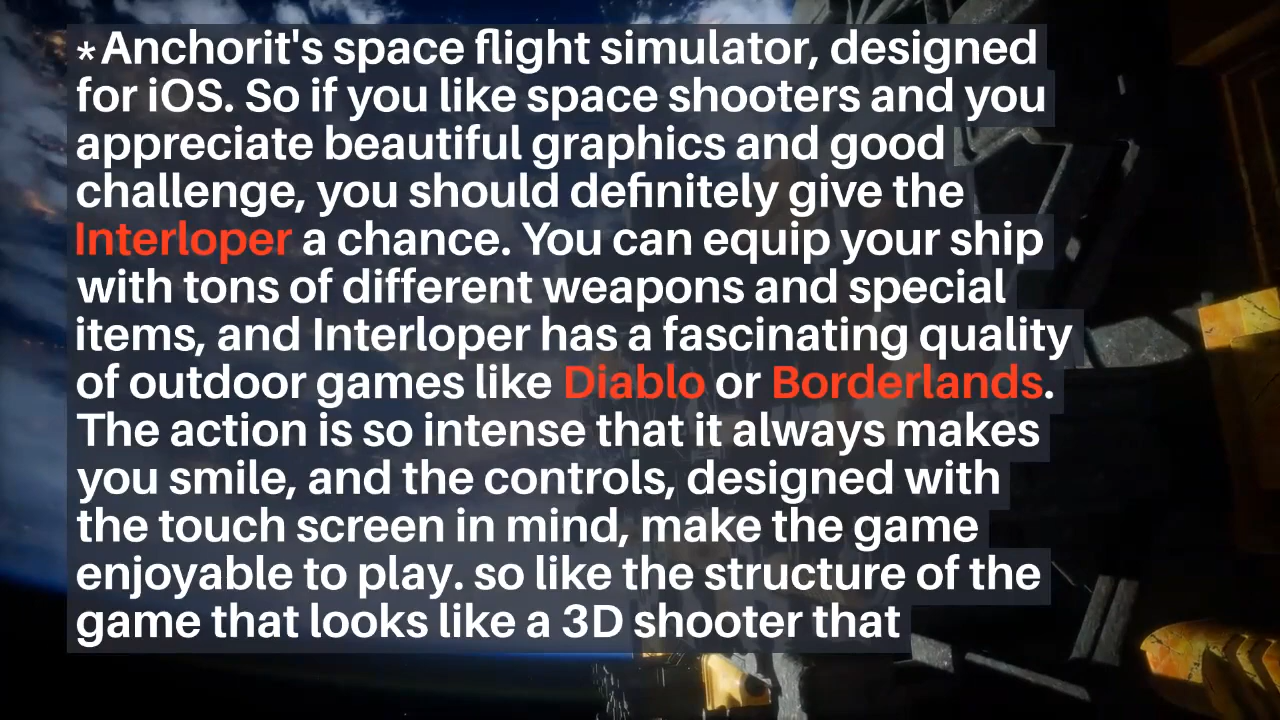 *Anchorit's space flight simulator, designed
for iOS. So if you like space shooters and you
appreciate beautiful graphics and good
challenge, you should definitely give the
Interloper a chance. You can equip your ship
with tons of different weapons and special
items, and Interloper has a fascinating quality
of outdoor games like Diablo or Borderlands.
The action is so intense that it always makes
you smile, and the controls, designed with
the touch screen in mind, make the game
enjoyable to play. so like the structure of the
game that looks like a 3D shooter that